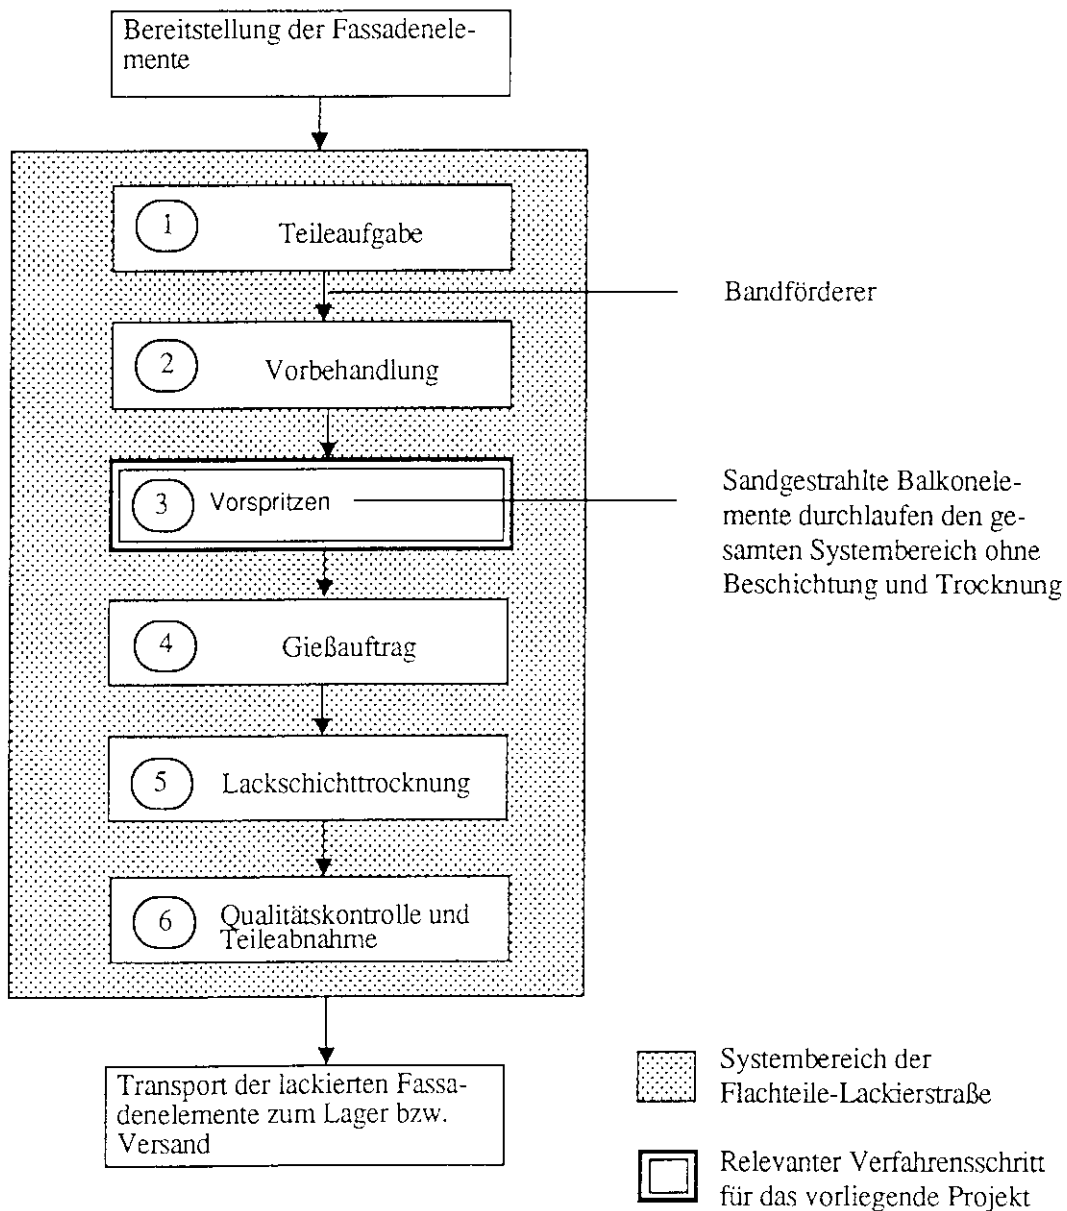 Bereitstellung der Fassadenele-
mente
1
Teileaufgabe
Bandförderer
2
Vorbehandlung
3
Vorspritzen
Sandgestrahlte Balkonele-
mente durchlaufen den ge-
samten Systembereich ohne
Beschichtung und Trocknung
4
Gießauftrag
5
Lackschichttrocknung
6
Qualitätskontrolle und
Teileabnahme
Transport der lackierten Fassa-
denelemente zum Lager bzw.
Versand
Systembereich der
Flachteile-Lackierstraße
Relevanter Verfahrensschritt
für das vorliegende Projekt